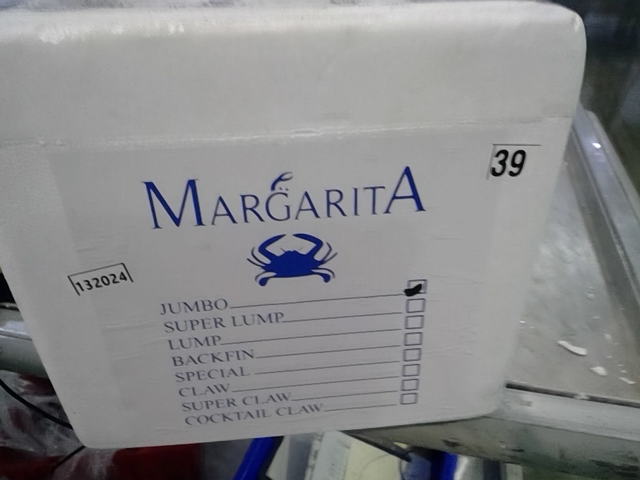 39
MARGARITA
132024
JUMBO
SUPER LUMP
LUMP
BACKFIN
SPECIAL
CLAW
SUPER CLAW
COCKTAIL CLAW